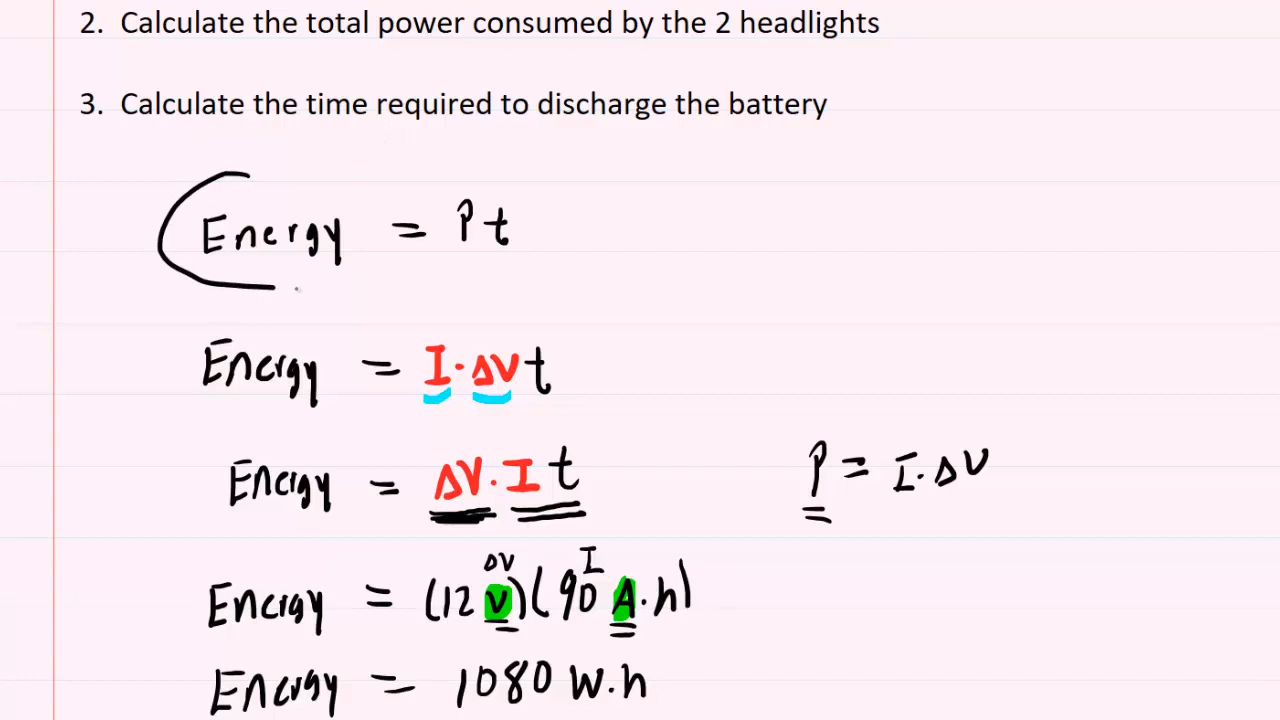 2. Calculate the total power consumed by the 2 headlights
3. Calculate the time required to discharge the battery
Energy = Pt
Energy = I·ΔVt
Energy = ΔV·It
P = I·ΔV
ΔV I
Energy = (12 V)(90 A·h)
Energy = 1080 W·h